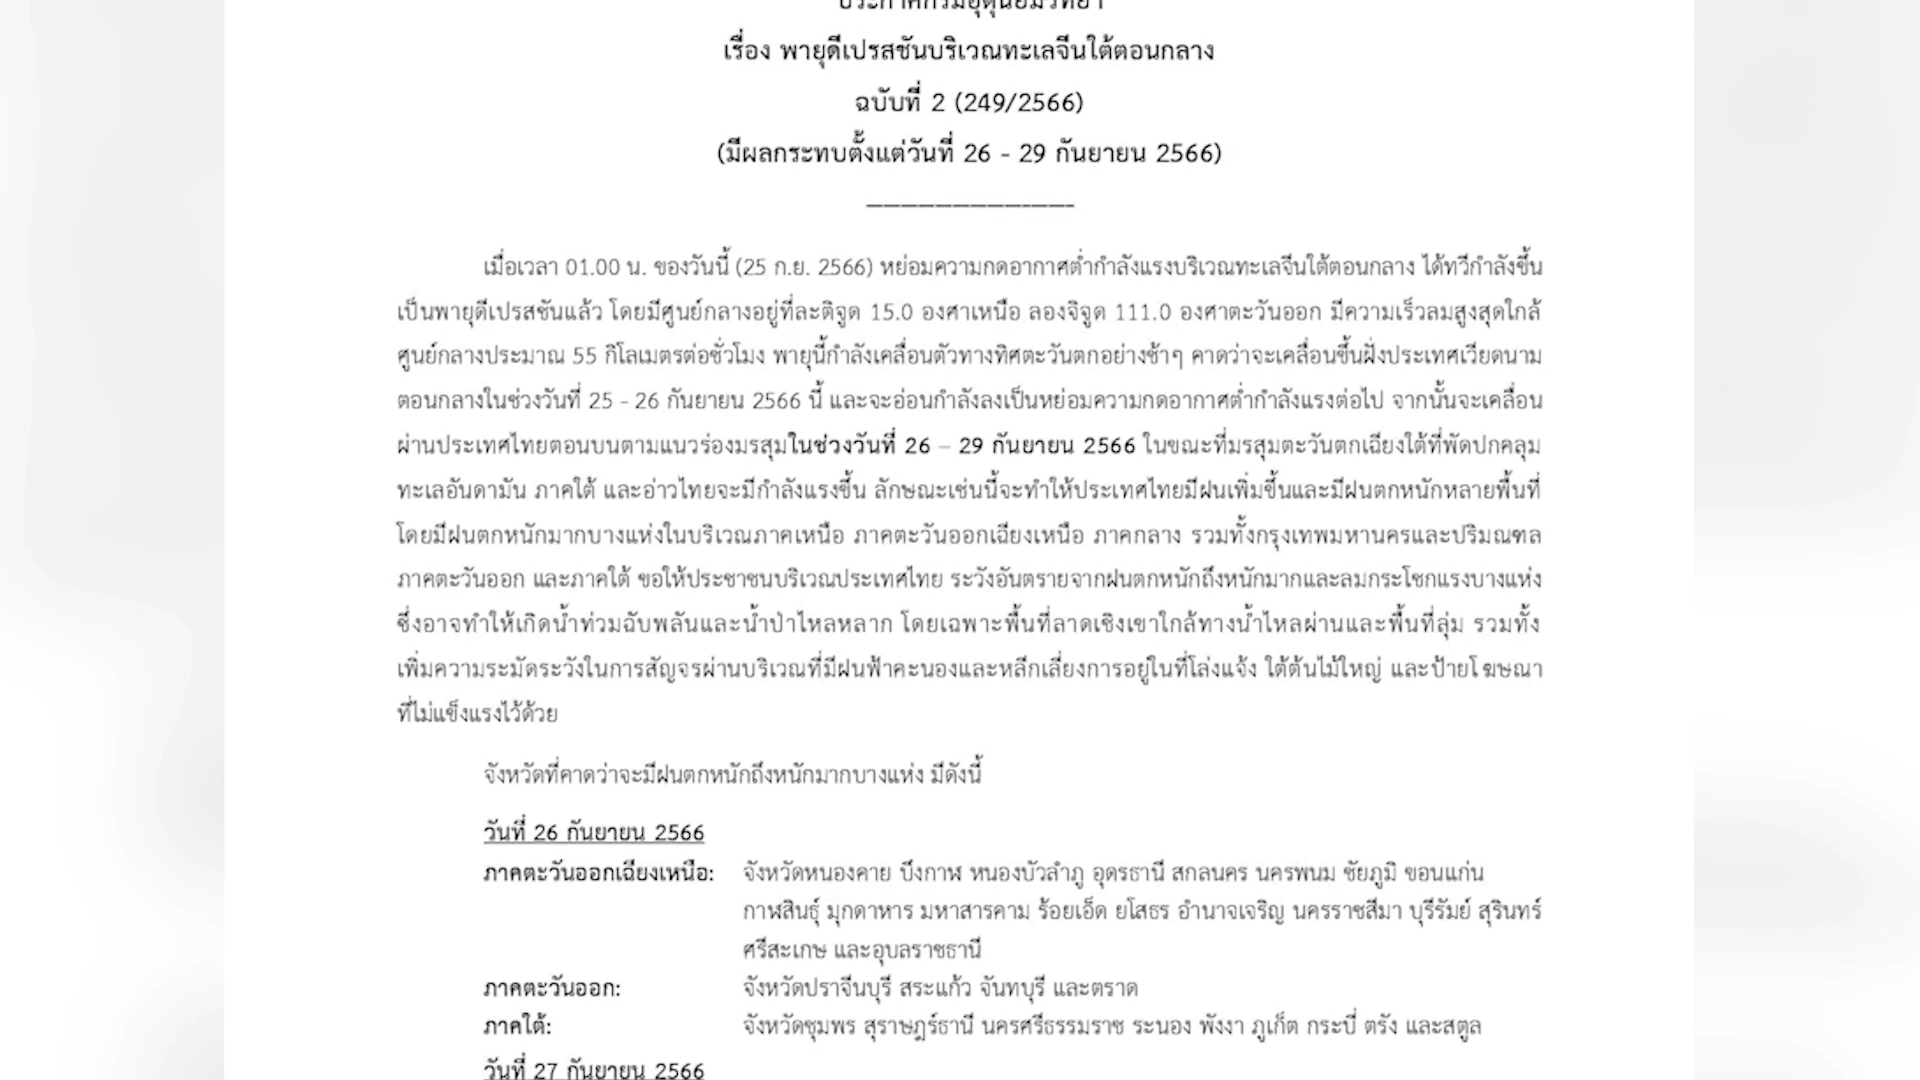 ประกาศกรมอุตุนิยมวิทยา
เรื่อง พายุดีเปรสชันบริเวณทะเลจีนใต้ตอนกลาง
ฉบับที่ 2 (249/2566)
(มีผลกระทบตั้งแต่วันที่ 26 - 29 กันยายน 2566)
เมื่อเวลา 01.00 น. ของวันนี้ (25 ก.ย. 2566) หย่อมความกดอากาศต่ำกำลังแรงบริเวณทะเลจีนใต้ตอนกลาง ได้ทวีกำลังขึ้น
เป็นพายุดีเปรสชันแล้ว โดยมีศูนย์กลางอยู่ที่ละติจูด 15.0 องศาเหนือ ลองจิจูด 111.0 องศาตะวันออก มีความเร็วลมสูงสุดใกล้
ศูนย์กลางประมาณ 55 กิโลเมตรต่อชั่วโมง พายุนี้กำลังเคลื่อนตัวทางทิศตะวันตกอย่างช้าๆ คาดว่าจะเคลื่อนขึ้นฝั่งประเทศเวียดนาม
ตอนกลางในช่วงวันที่ 25 - 26 กันยายน 2566 นี้ และจะอ่อนกำลังลงเป็นหย่อมความกดอากาศต่ำกำลังแรงต่อไป จากนั้นจะเคลื่อน
ผ่านประเทศไทยตอนบนตามแนวร่องมรสุมในช่วงวันที่ 26 – 29 กันยายน 2566 ในขณะที่มรสุมตะวันตกเฉียงใต้ที่พัดปกคลุม
ทะเลอันดามัน ภาคใต้ และอ่าวไทยจะมีกำลังแรงขึ้น ลักษณะเช่นนี้จะทำให้ประเทศไทยมีฝนเพิ่มขึ้นและมีฝนตกหนักหลายพื้นที่
โดยมีฝนตกหนักมากบางแห่งในบริเวณภาคเหนือ ภาคตะวันออกเฉียงเหนือ ภาคกลาง รวมทั้งกรุงเทพมหานครและปริมณฑล
ภาคตะวันออก และภาคใต้ ขอให้ประชาชนบริเวณประเทศไทย ระวังอันตรายจากฝนตกหนักถึงหนักมากและลมกระโชกแรงบางแห่ง
ซึ่งอาจทำให้เกิดน้ำท่วมฉับพลันและน้ำป่าไหลหลาก โดยเฉพาะพื้นที่ลาดเชิงเขาใกล้ทางน้ำไหลผ่านและพื้นที่ลุ่ม รวมทั้ง
เพิ่มความระมัดระวังในการสัญจรผ่านบริเวณที่มีฝนฟ้าคะนองและหลีกเลี่ยงการอยู่ในที่โล่งแจ้ง ใต้ต้นไม้ใหญ่ และป้ายโฆษณา
ที่ไม่แข็งแรงไว้ด้วย
จังหวัดที่คาดว่าจะมีฝนตกหนักถึงหนักมากบางแห่ง มีดังนี้
วันที่ 26 กันยายน 2566
ภาคตะวันออกเฉียงเหนือ: จังหวัดหนองคาย บึงกาฬ หนองบัวลำภู อุดรธานี สกลนคร นครพนม ชัยภูมิ ขอนแก่น
กาฬสินธุ์ มุกดาหาร มหาสารคาม ร้อยเอ็ด ยโสธร อำนาจเจริญ นครราชสีมา บุรีรัมย์ สุรินทร์
ศรีสะเกษ และอุบลราชธานี
ภาคตะวันออก: จังหวัดปราจีนบุรี สระแก้ว จันทบุรี และตราด
ภาคใต้: จังหวัดชุมพร สุราษฎร์ธานี นครศรีธรรมราช ระนอง พังงา ภูเก็ต กระบี่ ตรัง และสตูล
วันที่ 27 กันยายน 2566